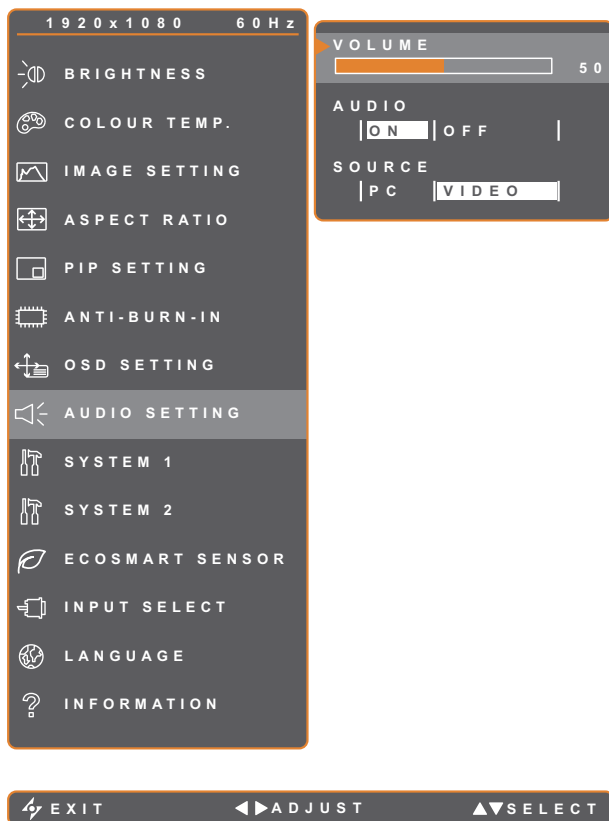 1920x1080 60Hz
BRIGHTNESS
COLOUR TEMP.
IMAGE SETTING
ASPECT RATIO
PIP SETTING
ANTI-BURN-IN
OSD SETTING
AUDIO SETTING
SYSTEM 1
SYSTEM 2
ECOSMART SENSOR
INPUT SELECT
LANGUAGE
INFORMATION
VOLUME
50
AUDIO
ON OFF
SOURCE
PC VIDEO
EXIT ADJUST SELECT